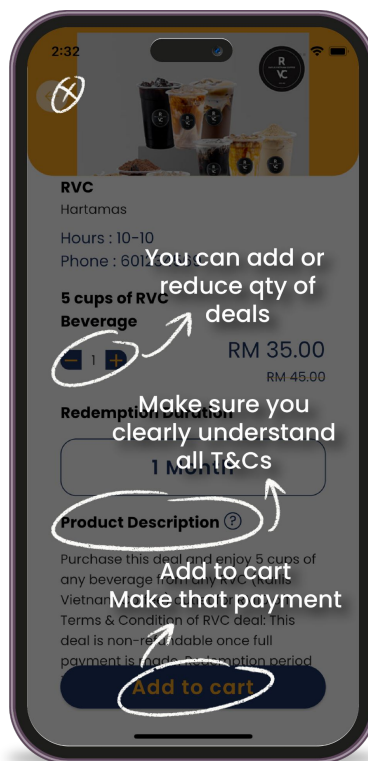 2:32
R
VC
RVC
Hartamas
Hours : 10-10
Phone :
You can add or
reduce qty of
deals
5 cups of RVC
Beverage
1
RM 35.00
RM 45.00
Redemption Duration
Make sure you
clearly understand
all T&Cs
1 Month
Product Description ?
Purchase this deal and enjoy 5 cups of
any beverage from any RVC
Add to cart
Vietnam
Make that payment
Terms & Condition of RVC deal: This
deal is non-refundable once full
payment is made. Redemption period
Add to cart